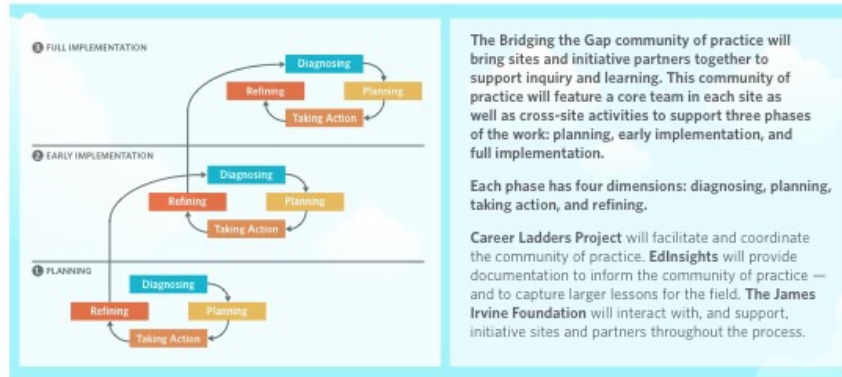 3 FULL IMPLEMENTATION
Diagnosing
Refining
Planning
Taking Action
2 EARLY IMPLEMENTATION
Diagnosing
Refining
Planning
Taking Action
1. PLANNING
Diagnosing
Refining
Planning
Taking Action
The Bridging the Gap community of practice will
bring sites and initiative partners together to
support inquiry and learning. This community of
practice will feature a core team in each site as
well as cross-site activities to support three phases
of the work: planning, early implementation, and
full implementation.
Each phase has four dimensions: diagnosing, planning,
taking action, and refining.
Career Ladders Project will facilitate and coordinate
the community of practice. EdInsights will provide
documentation to inform the community of practice —
and to capture larger lessons for the field. The James
Irvine Foundation will interact with, and support,
initiative sites and partners throughout the process.